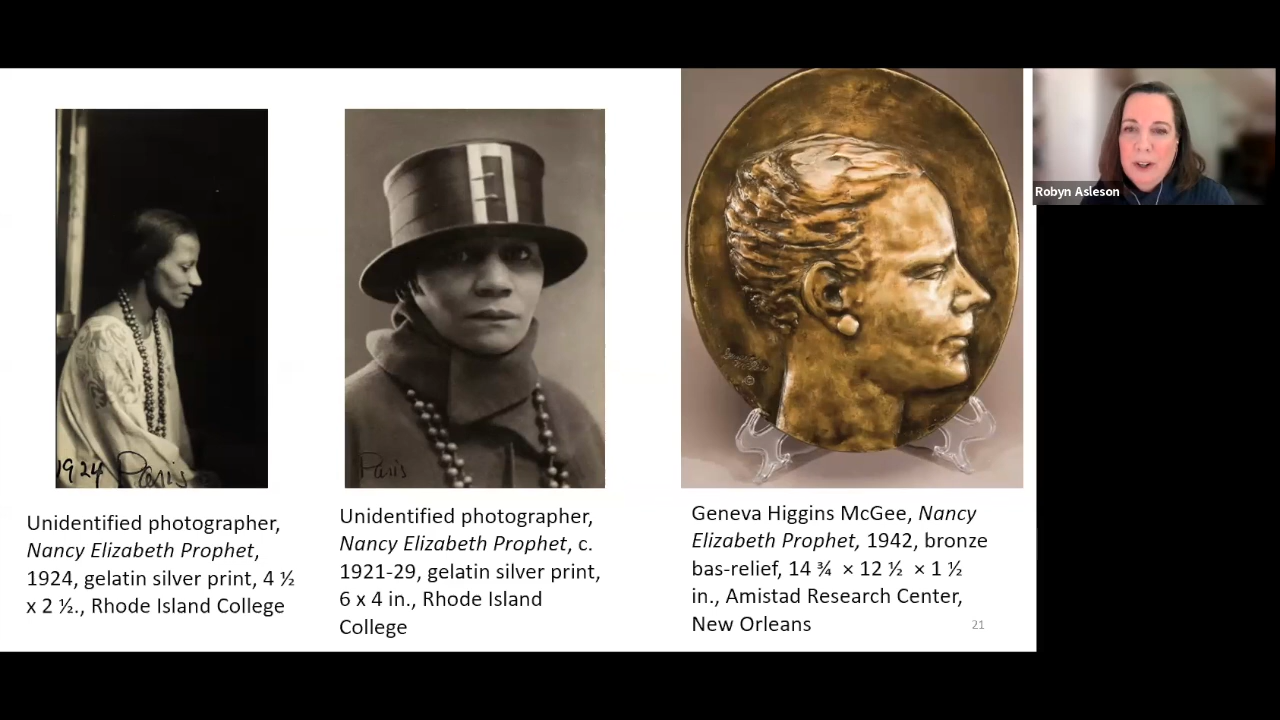 Robyn Asleson
1924 Paris
Unidentified photographer,
Nancy Elizabeth Prophet,
1924, gelatin silver print, 4 ½
x 2 ½., Rhode Island College
Paris
Unidentified photographer,
Nancy Elizabeth Prophet, c.
1921-29, gelatin silver print,
6 x 4 in., Rhode Island
College
Geneva Higgins McGee, Nancy
Elizabeth Prophet, 1942, bronze
bas-relief, 14 ¾ × 12 ½ × 1 ½
in., Amistad Research Center,
New Orleans
21